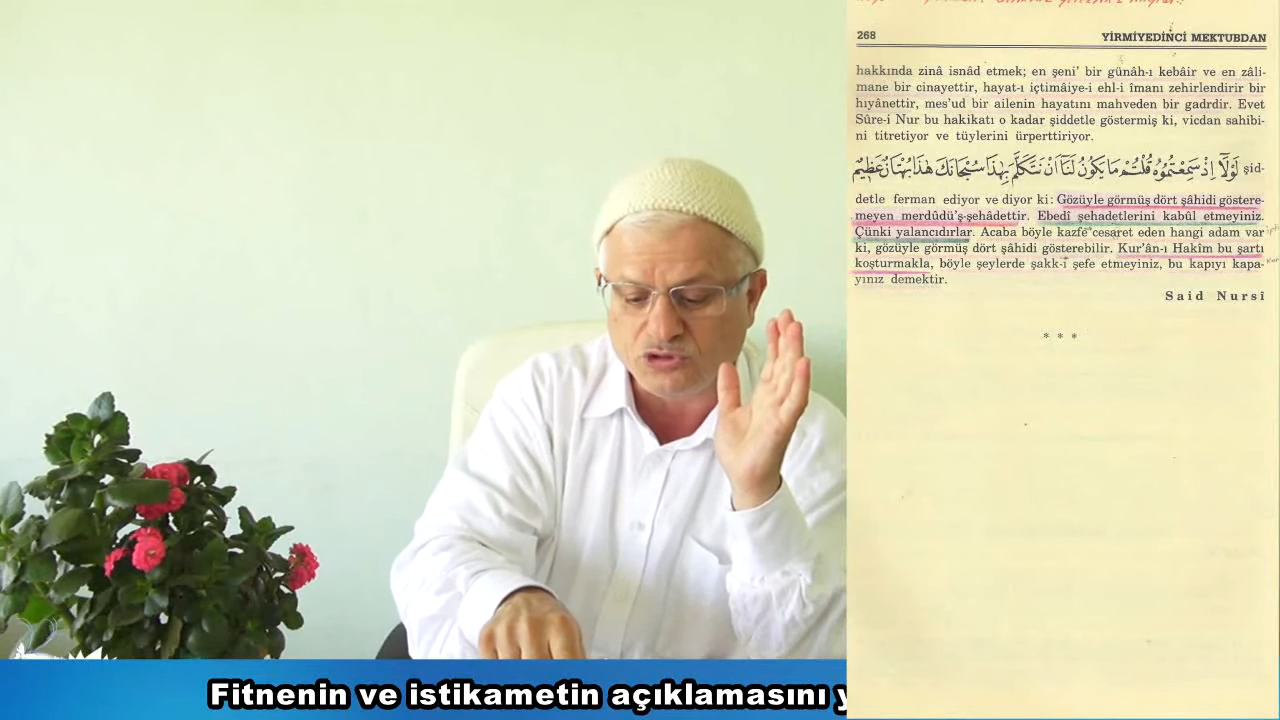 268 YİRMİYEDİNCİ MEKTUBDAN
hakkında zinâ isnâd etmek; en şeni' bir günâh-ı kebâir ve en zâli-
mane bir cinayettir, hayat-ı içtimâiye-i ehl-i îmanı zehirlendirir bir
hıyânettir, mes'ud bir ailenin hayatını mahveden bir gadrdir. Evet
Sûre-i Nur bu hakikatı o kadar şiddetle göstermiş ki, vicdan sahibi-
ni titretiyor ve tüylerini ürperttiriyor.
لَوْلَا اِذْ سَمِعْتُمُوهُ قُلْتُمْ مَا يَكُونُ لَنَا اَنْ نَتَكَلَّمَ بِهٰذَا سُبْحَانَكَ هٰذَا بُهْتَانٌ عَظِيمٌ şid-
detle ferman ediyor ve diyor ki: Gözüyle görmüş dört şâhidi göstere-
meyen merdûdü'ş-şehâdettir. Ebedî şehadetlerini kabûl etmeyiniz.
Çünki yalancıdırlar. Acaba böyle kazfe cesaret eden hangi adam var
ki, gözüyle görmüş dört şâhidi gösterebilir. Kur'ân-ı Hakîm bu şartı
koşturmakla, böyle şeylerde şakk-î şefe etmeyiniz, bu kapıyı kapa-
yınız demektir.
Said Nursî
* * *
Fitnenin ve istikametin açıklamasını